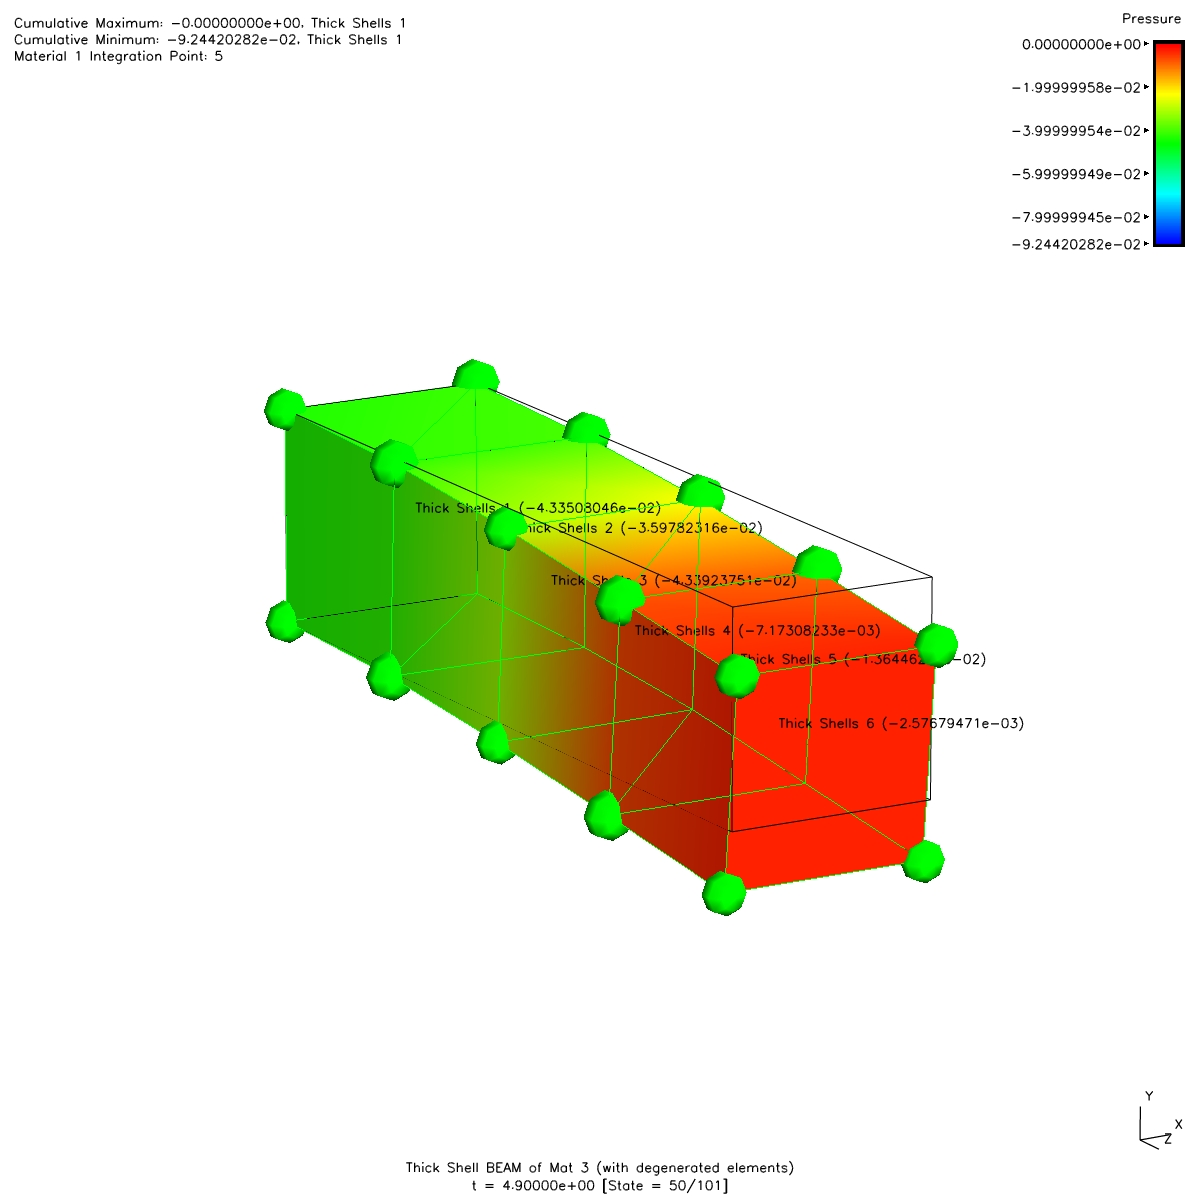 Cumulative Maximum: -0.00000000e+00, Thick Shells 1
Cumulative Minimum: -9.24420282e-02, Thick Shells 1
Material 1 Integration Point: 5
Pressure
0.00000000e+00
-1.99999958e-02
-3.99999954e-02
-5.99999949e-02
-7.99999945e-02
-9.24420282e-02
Thick Shells 1 (-4.33508046e-02)
Thick Shells 2 (-3.59782316e-02)
Thick Shells 3 (-4.33923751e-02)
Thick Shells 4 (-7.17308233e-03)
Thick Shells 5
Thick Shells 6 (-2.57679471e-03)
Y
X
Z
Thick Shell BEAM of Mat 3 (with degenerated elements)
t = 4.90000e+00 [State = 50/101]